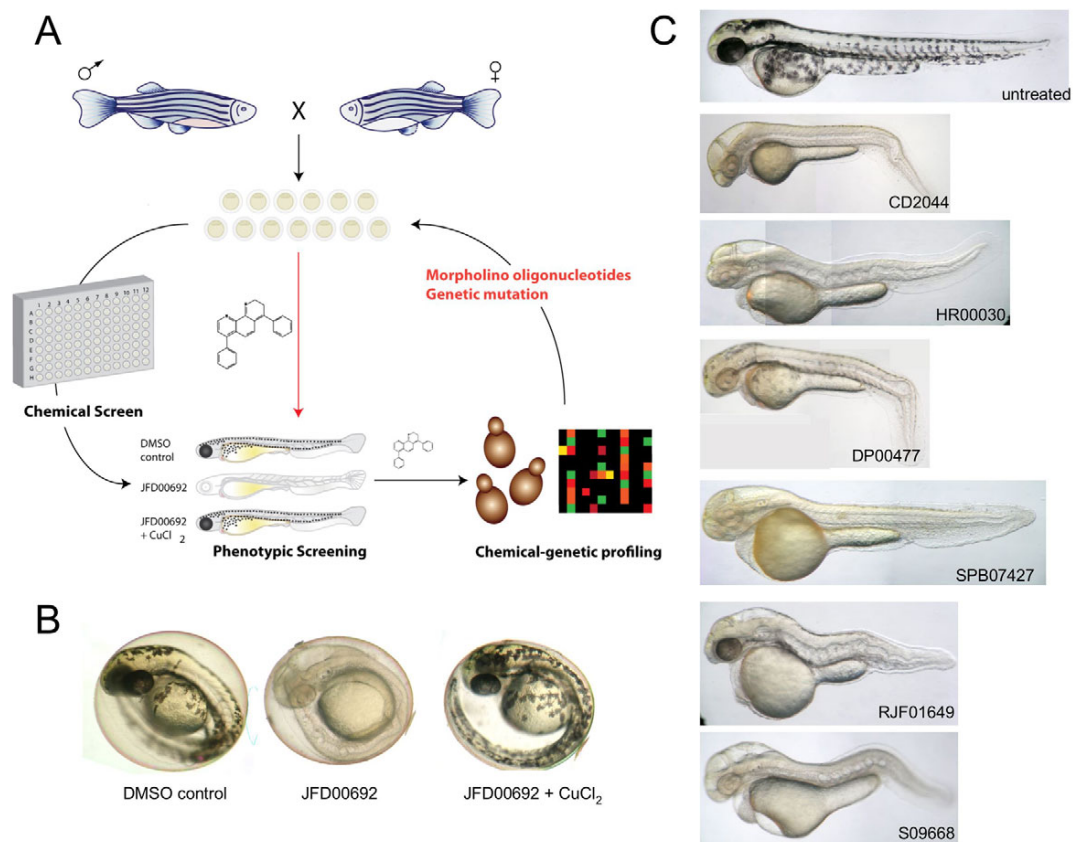 A
♂
♀
X
Morpholino oligonucleotides
Genetic mutation
1 2 3 4 5 6 7 8 9 10 11 12
A
B
C
D
E
F
G
H
N
N
Chemical Screen
DMSO
control
JFD00692
JFD00692
+ CuCl2
Phenotypic Screening
Chemical-genetic profiling
B
DMSO control
JFD00692
JFD00692 + CuCl2
C
untreated
CD2044
HR00030
DP00477
SPB07427
RJF01649
S09668